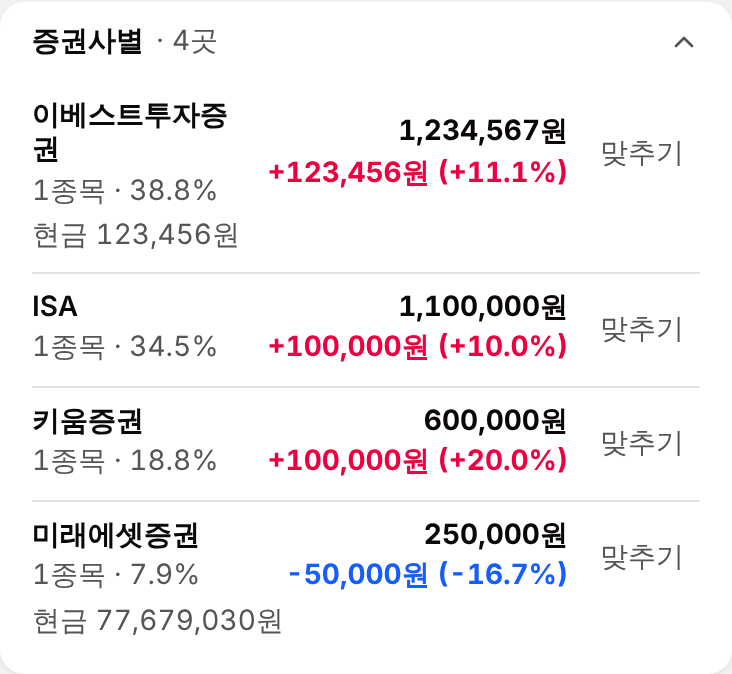 증권사별 · 4곳
이베스트투자증
권
1,234,567원
+123,456원 (+11.1%)
맞추기
1종목 · 38.8%
현금 123,456원
ISA
1,100,000원
맞추기
1종목 · 34.5%
+100,000원 (+10.0%)
키움증권
600,000원
맞추기
1종목 · 18.8%
+100,000원 (+20.0%)
미래에셋증권
250,000원
맞추기
1종목 · 7.9%
-50,000원 (-16.7%)
현금 77,679,030원